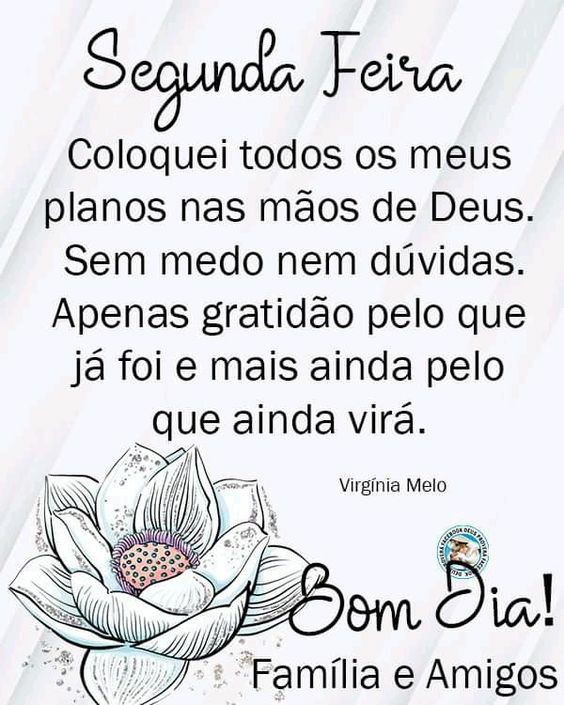 Segunda Feira
Coloquei todos os meus
planos nas mãos de Deus.
Sem medo nem dúvidas.
Apenas gratidão pelo que
já foi e mais ainda pelo
que ainda virá.
Virgínia Melo
Bom Dia!
Família e Amigos